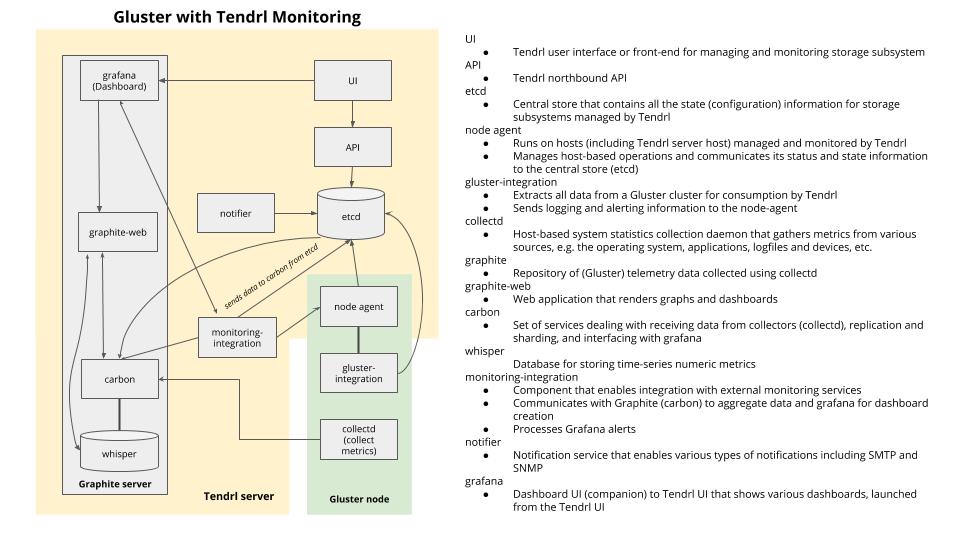 Gluster with Tendrl Monitoring
grafana
(Dashboard)
UI
API
notifier
etcd
graphite-web
sends data to carbon from etcd
node agent
monitoring-
integration
gluster-
integration
carbon
collectd
(collect
metrics)
whisper
Graphite server
Tendrl server
Gluster node
UI
● Tendrl user interface or front-end for managing and monitoring storage subsystem
API
● Tendrl northbound API
etcd
● Central store that contains all the state (configuration) information for storage
subsystems managed by Tendrl
node agent
● Runs on hosts (including Tendrl server host) managed and monitored by Tendrl
● Manages host-based operations and communicates its status and state information
to the central store (etcd)
gluster-integration
● Extracts all data from a Gluster cluster for consumption by Tendrl
● Sends logging and alerting information to the node-agent
collectd
● Host-based system statistics collection daemon that gathers metrics from various
sources, e.g. the operating system, applications, logfiles and devices, etc.
graphite
● Repository of (Gluster) telemetry data collected using collectd
graphite-web
● Web application that renders graphs and dashboards
carbon
● Set of services dealing with receiving data from collectors (collectd), replication and
sharding, and interfacing with grafana
whisper
Database for storing time-series numeric metrics
monitoring-integration
● Component that enables integration with external monitoring services
● Communicates with Graphite (carbon) to aggregate data and grafana for dashboard
creation
● Processes Grafana alerts
notifier
● Notification service that enables various types of notifications including SMTP and
SNMP
grafana
● Dashboard UI (companion) to Tendrl UI that shows various dashboards, launched
from the Tendrl UI